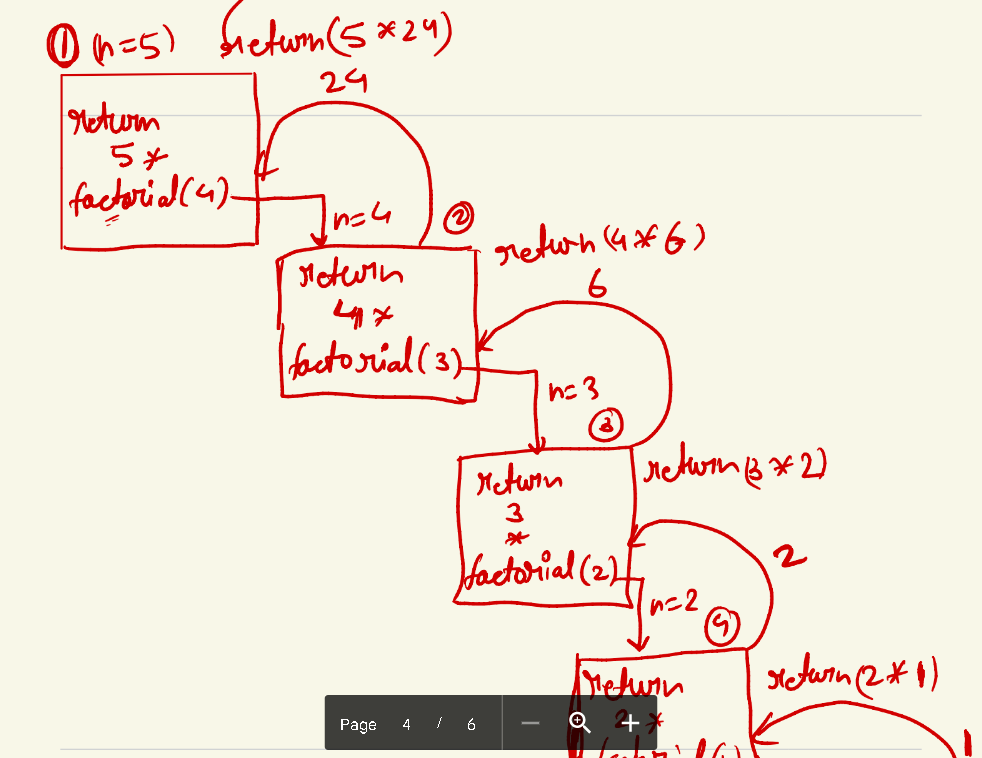 ① (n=5)
return(5*24)
24
return
5 *
factorial(4)
n=4
②
return(4*6)
6
return
4 *
factorial(3)
n=3
③
return(3*2)
2
return
3
*
factorial(2)
n=2
④
return(2*1)
1
return
2 *
Page 4 / 6